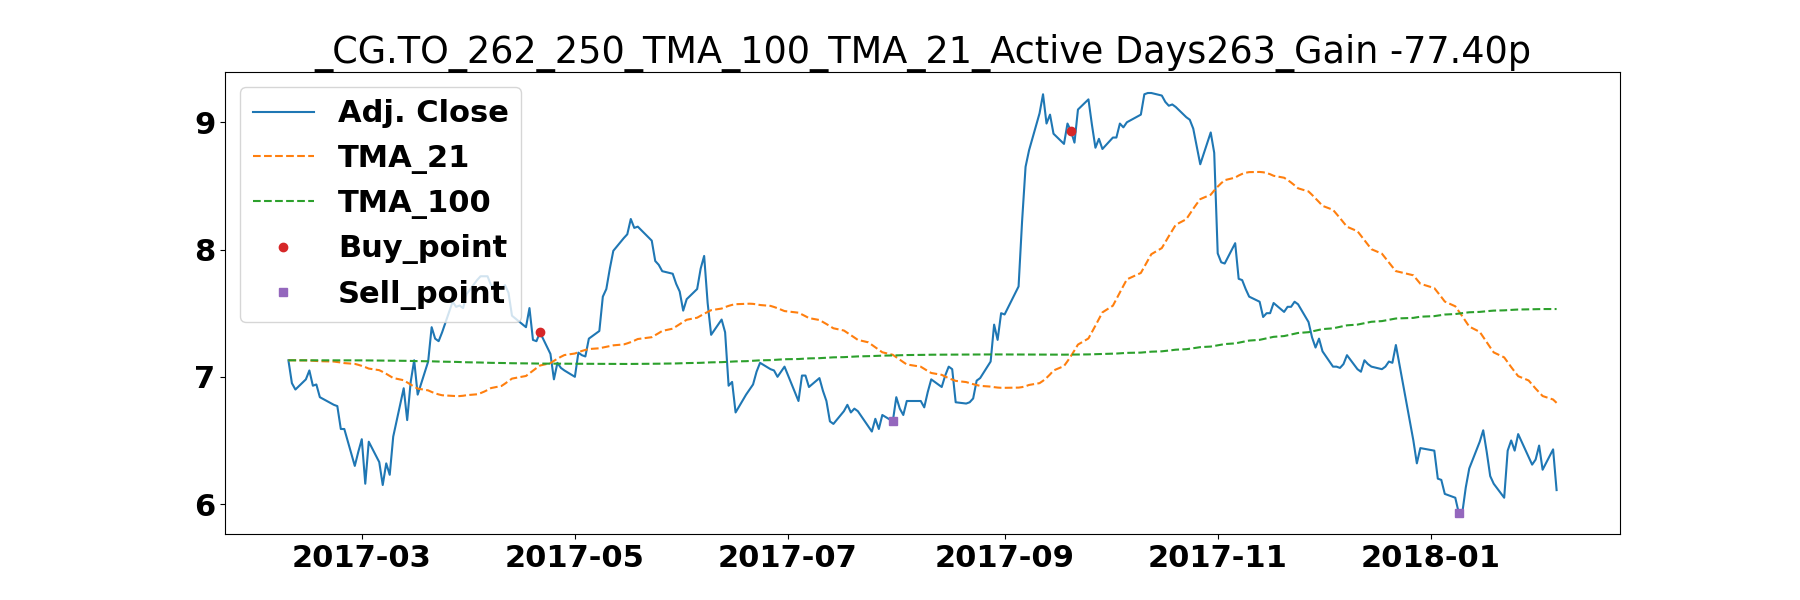 _CG.TO_262_250_TMA_100_TMA_21_Active Days263_Gain -77.40p
Adj. Close
TMA_21
TMA_100
Buy_point
Sell_point
9
8
7
6
2017-03 2017-05 2017-07 2017-09 2017-11 2018-01